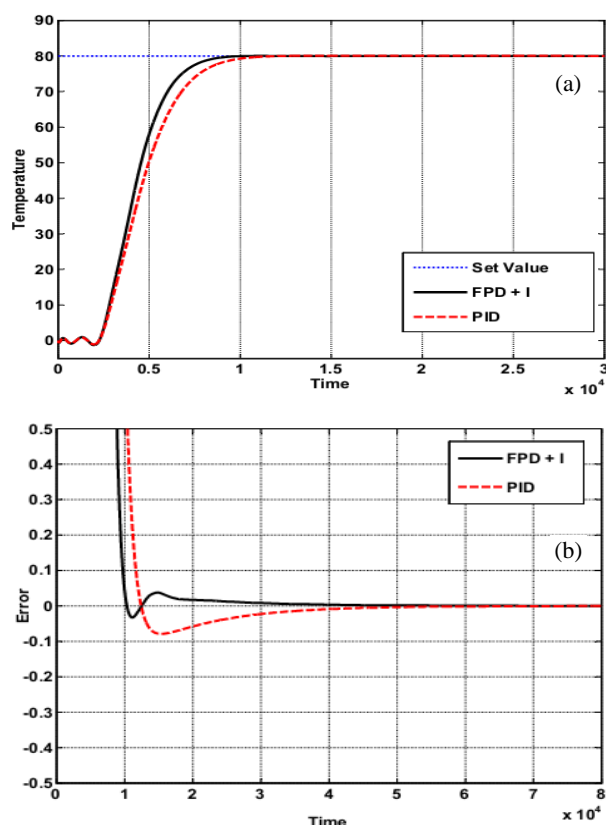 90
80
70
60
50
40
30
20
10
0
Temperature
(a)
Set Value
FPD + I
PID
0 0.5 1 1.5 2 2.5 3
Time
x 10^4
0.5
0.4
0.3
0.2
0.1
0
-0.1
-0.2
-0.3
-0.4
-0.5
Error
FPD + I
PID
(b)
0 1 2 3 4 5 6 7 8
Time
x 10^4